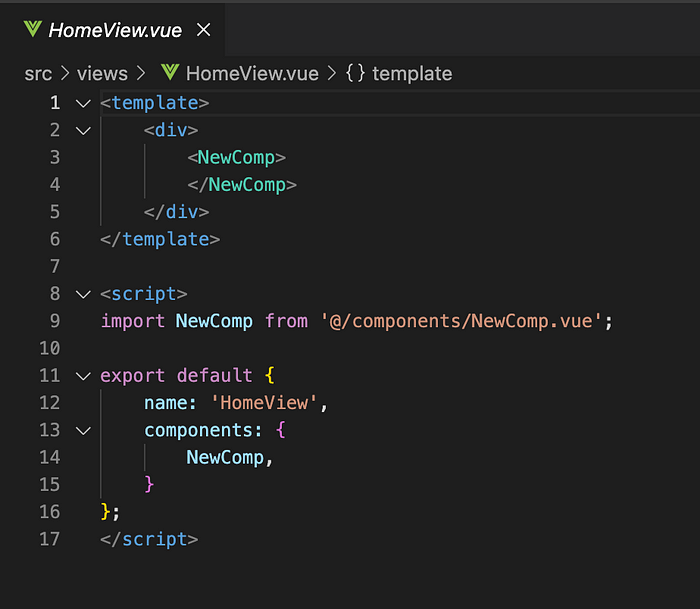 HomeView.vue ×
src > views > HomeView.vue > {} template
1 <template>
2 <div>
3 <NewComp>
4 </NewComp>
5 </div>
6 </template>
7
8 <script>
9 import NewComp from '@/components/NewComp.vue';
10
11 export default {
12 name: 'HomeView',
13 components: {
14 NewComp,
15 }
16 };
17 </script>